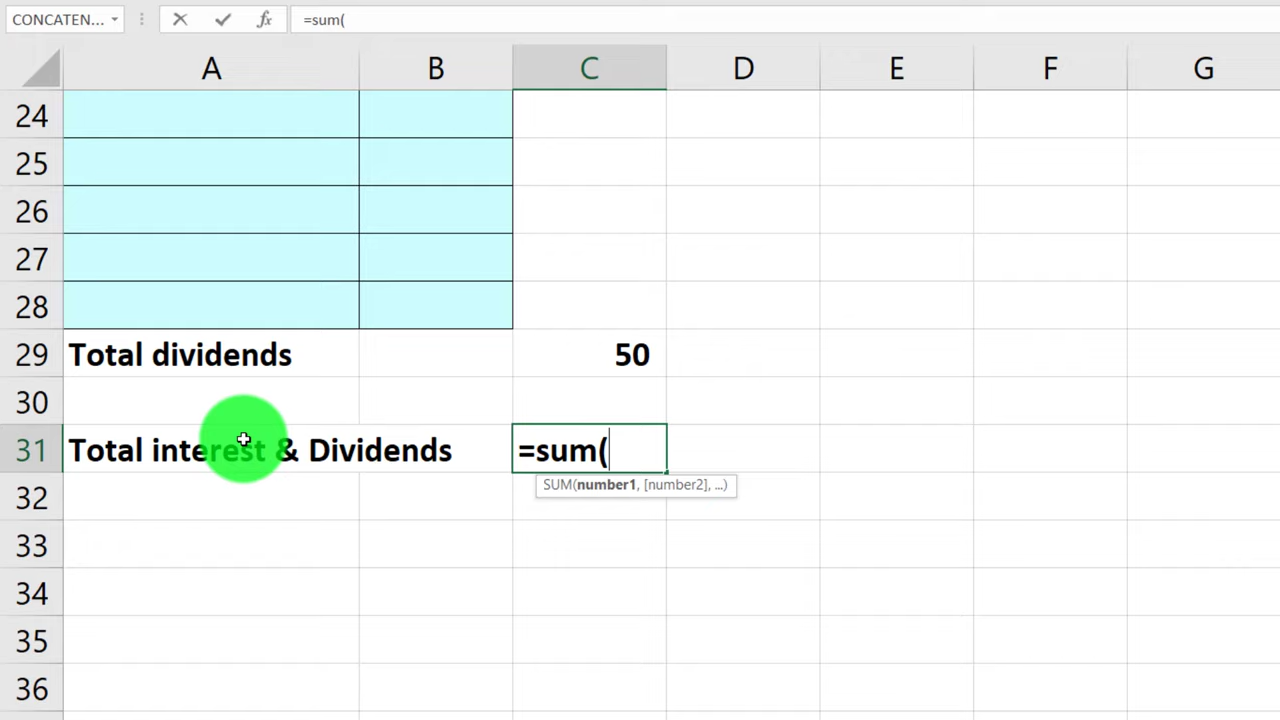 CONCATEN... fx =sum(
A B C D E F G
24
25
26
27
28
29 Total dividends 50
30
31 Total interest & Dividends =sum(
SUM(number1, [number2], ...)
32
33
34
35
36